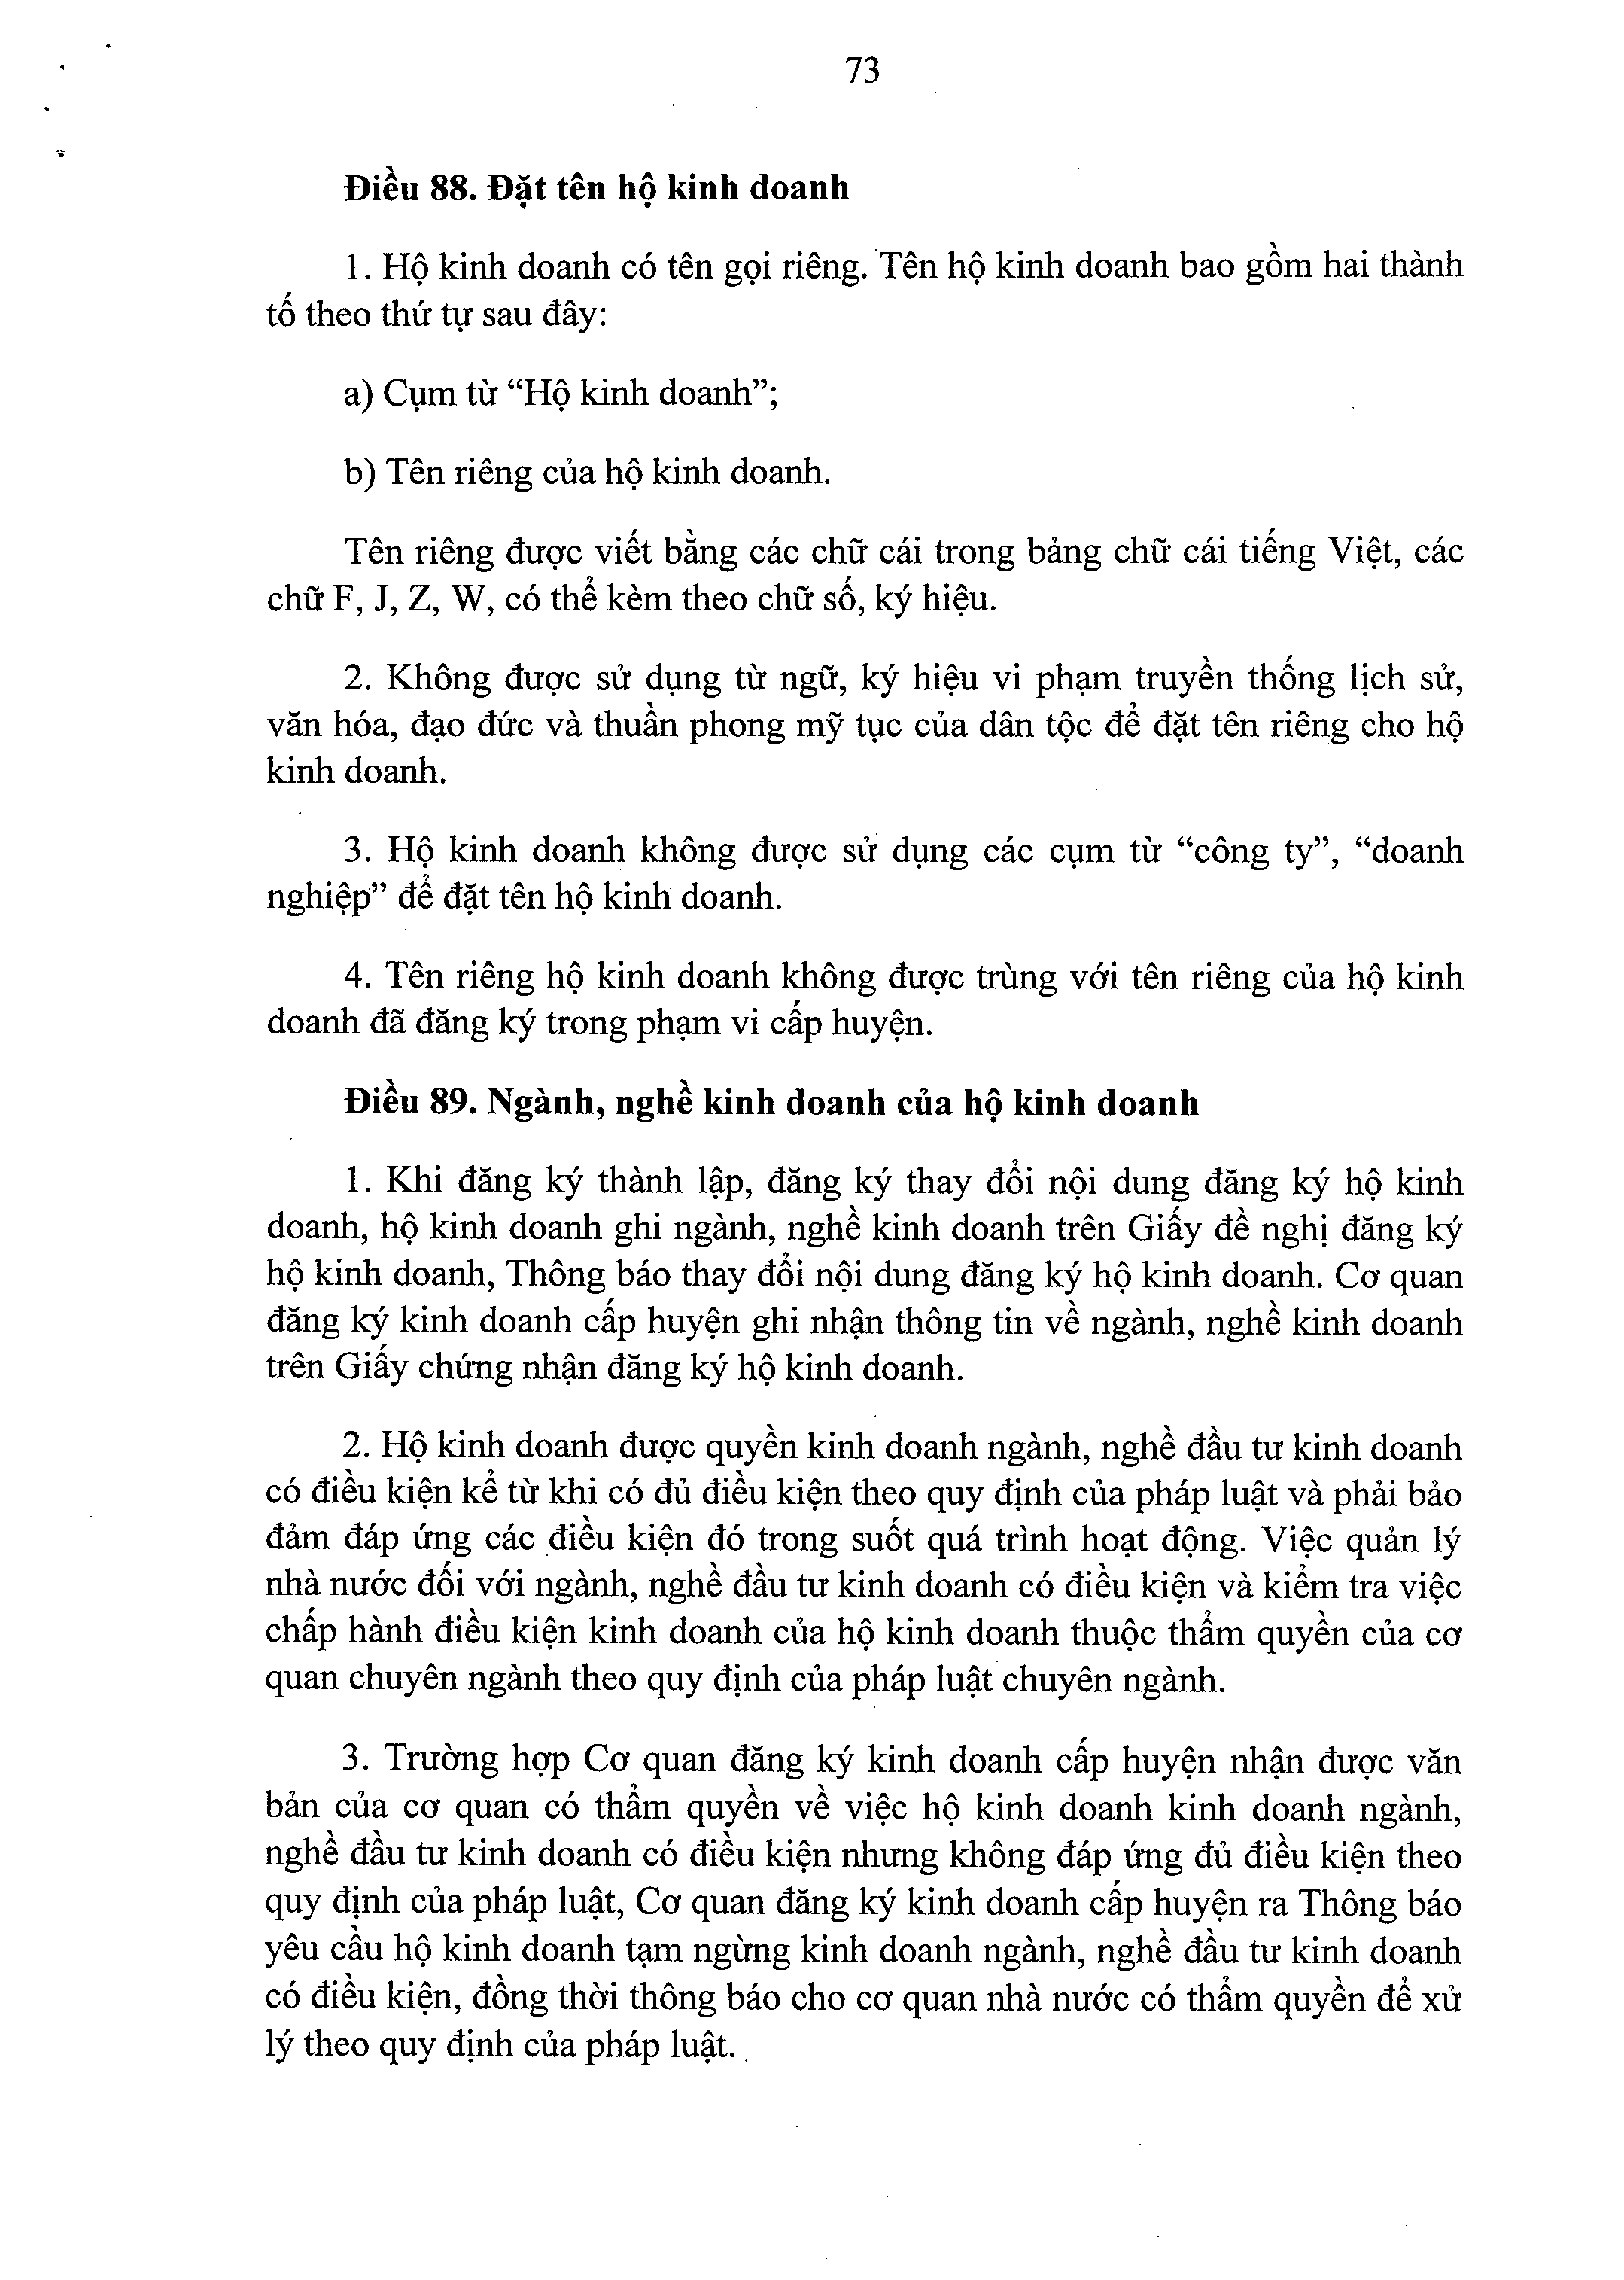 73
Điều 88. Đặt tên hộ kinh doanh
1. Hộ kinh doanh có tên gọi riêng. Tên hộ kinh doanh bao gồm hai thành
tố theo thứ tự sau đây:
a) Cụm từ “Hộ kinh doanh”;
b) Tên riêng của hộ kinh doanh.
Tên riêng được viết bằng các chữ cái trong bảng chữ cái tiếng Việt, các
chữ F, J, Z, W, có thể kèm theo chữ số, ký hiệu.
2. Không được sử dụng từ ngữ, ký hiệu vi phạm truyền thống lịch sử,
văn hóa, đạo đức và thuần phong mỹ tục của dân tộc để đặt tên riêng cho hộ
kinh doanh.
3. Hộ kinh doanh không được sử dụng các cụm từ “công ty”, “doanh
nghiệp” để đặt tên hộ kinh doanh.
4. Tên riêng hộ kinh doanh không được trùng với tên riêng của hộ kinh
doanh đã đăng ký trong phạm vi cấp huyện.
Điều 89. Ngành, nghề kinh doanh của hộ kinh doanh
1. Khi đăng ký thành lập, đăng ký thay đổi nội dung đăng ký hộ kinh
doanh, hộ kinh doanh ghi ngành, nghề kinh doanh trên Giấy đề nghị đăng ký
hộ kinh doanh, Thông báo thay đổi nội dung đăng ký hộ kinh doanh. Cơ quan
đăng ký kinh doanh cấp huyện ghi nhận thông tin về ngành, nghề kinh doanh
trên Giấy chứng nhận đăng ký hộ kinh doanh.
2. Hộ kinh doanh được quyền kinh doanh ngành, nghề đầu tư kinh doanh
có điều kiện kể từ khi có đủ điều kiện theo quy định của pháp luật và phải bảo
đảm đáp ứng các điều kiện đó trong suốt quá trình hoạt động. Việc quản lý
nhà nước đối với ngành, nghề đầu tư kinh doanh có điều kiện và kiểm tra việc
chấp hành điều kiện kinh doanh của hộ kinh doanh thuộc thẩm quyền của cơ
quan chuyên ngành theo quy định của pháp luật chuyên ngành.
3. Trường hợp Cơ quan đăng ký kinh doanh cấp huyện nhận được văn
bản của cơ quan có thẩm quyền về việc hộ kinh doanh kinh doanh ngành,
nghề đầu tư kinh doanh có điều kiện nhưng không đáp ứng đủ điều kiện theo
quy định của pháp luật, Cơ quan đăng ký kinh doanh cấp huyện ra Thông báo
yêu cầu hộ kinh doanh tạm ngừng kinh doanh ngành, nghề đầu tư kinh doanh
có điều kiện, đồng thời thông báo cho cơ quan nhà nước có thẩm quyền để xử
lý theo quy định của pháp luật.